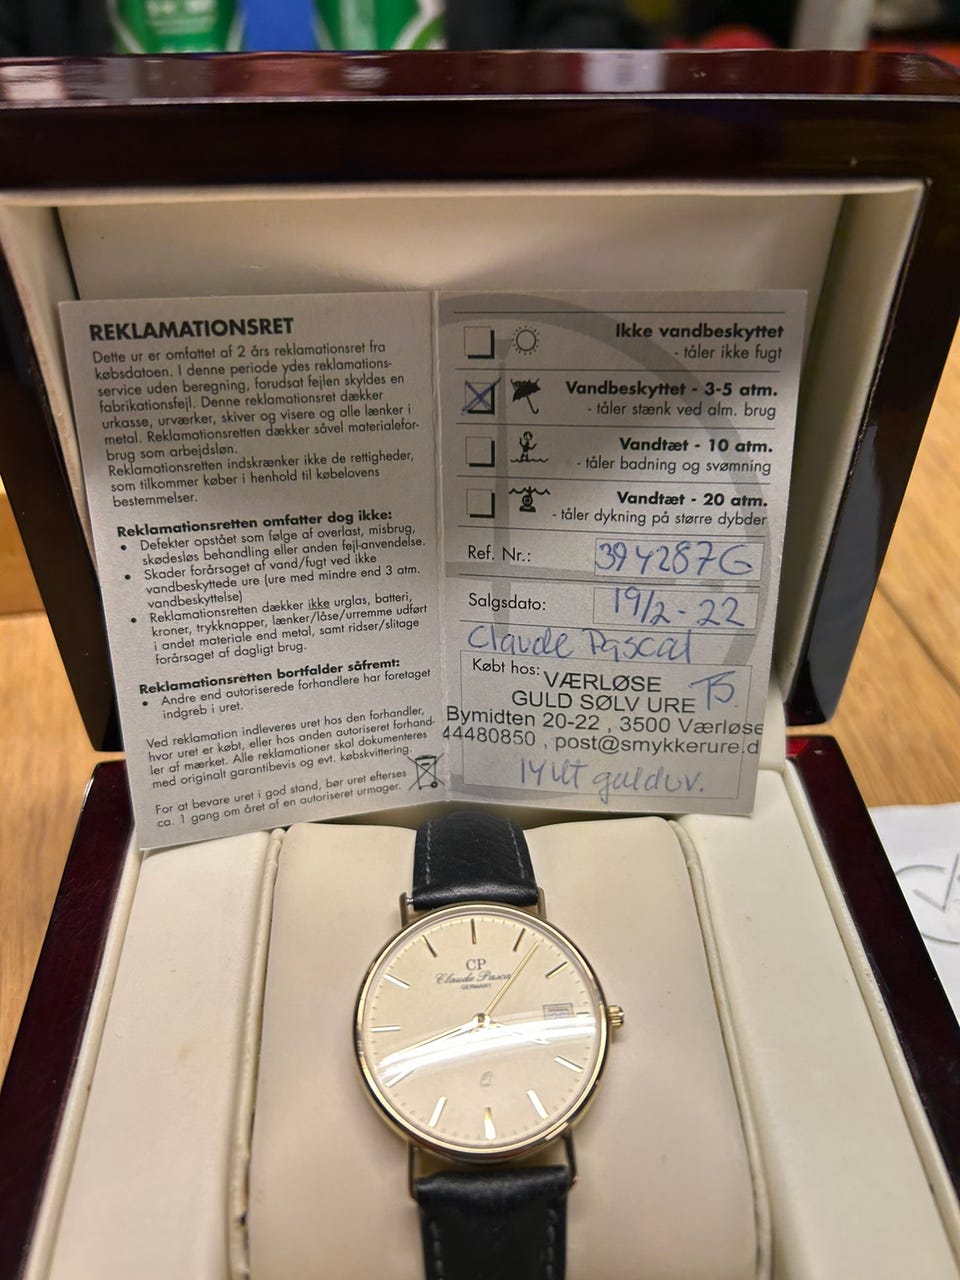 REKLAMATIONSRET
Dette ur er omfattet af 2 års reklamationsret fra
købsdatoen. I denne periode ydes reklamations-
service uden beregning, forudsat fejlen skyldes en
fabrikationsfejl. Denne reklamationsret dækker
urkasse, urværker, skiver og visere og alle lænker i
metal. Reklamationsretten dækker såvel materialefor-
brug som arbejdsløn.
Reklamationsretten indskrænker ikke de rettigheder,
som tilkommer køber i henhold til købelovens
bestemmelser.
Reklamationsretten omfatter dog ikke:
• Defekter opstået som følge af overlast, misbrug,
skødesløs behandling eller anden fejl-anvendelse.
• Skader forårsaget af vand/fugt ved ikke
vandbeskyttede ure (ure med mindre end 3 atm.
vandbeskyttelse)
• Reklamationsretten dækker ikke urglas, batteri,
kroner, trykknapper, lænker/låse/urremme udført
i andet materiale end metal, samt ridser/slitage
forårsaget af dagligt brug.
Reklamationsretten bortfalder såfremt:
• Andre end autoriserede forhandlere har foretaget
indgreb i uret.
Ved reklamation indleveres uret hos den forhandler,
hvor uret er købt, eller hos anden autoriseret forhand-
ler af mærket. Alle reklamationer skal dokumenteres
med originalt garantibevis og evt. købskvittering.
For at bevare uret i god stand, bør uret efterses
ca. 1 gang om året af en autoriseret urmager.
Ikke vandbeskyttet
- tåler ikke fugt
Vandbeskyttet - 3-5 atm.
- tåler stænk ved alm. brug
Vandtæt - 10 atm.
- tåler badning og svømning
Vandtæt - 20 atm.
- tåler dykning på større dybder
Ref. Nr.: 394287G
Salgsdato: 19/2-22
Claude Pascal
Købt hos:
VÆRLØSE
GULD SØLV URE TS
Bymidten 20-22 , 3500 Værløse
44480850 , post@smykkerure.d
14 kt guldur.
CP
Claude Pascal
GERMANY